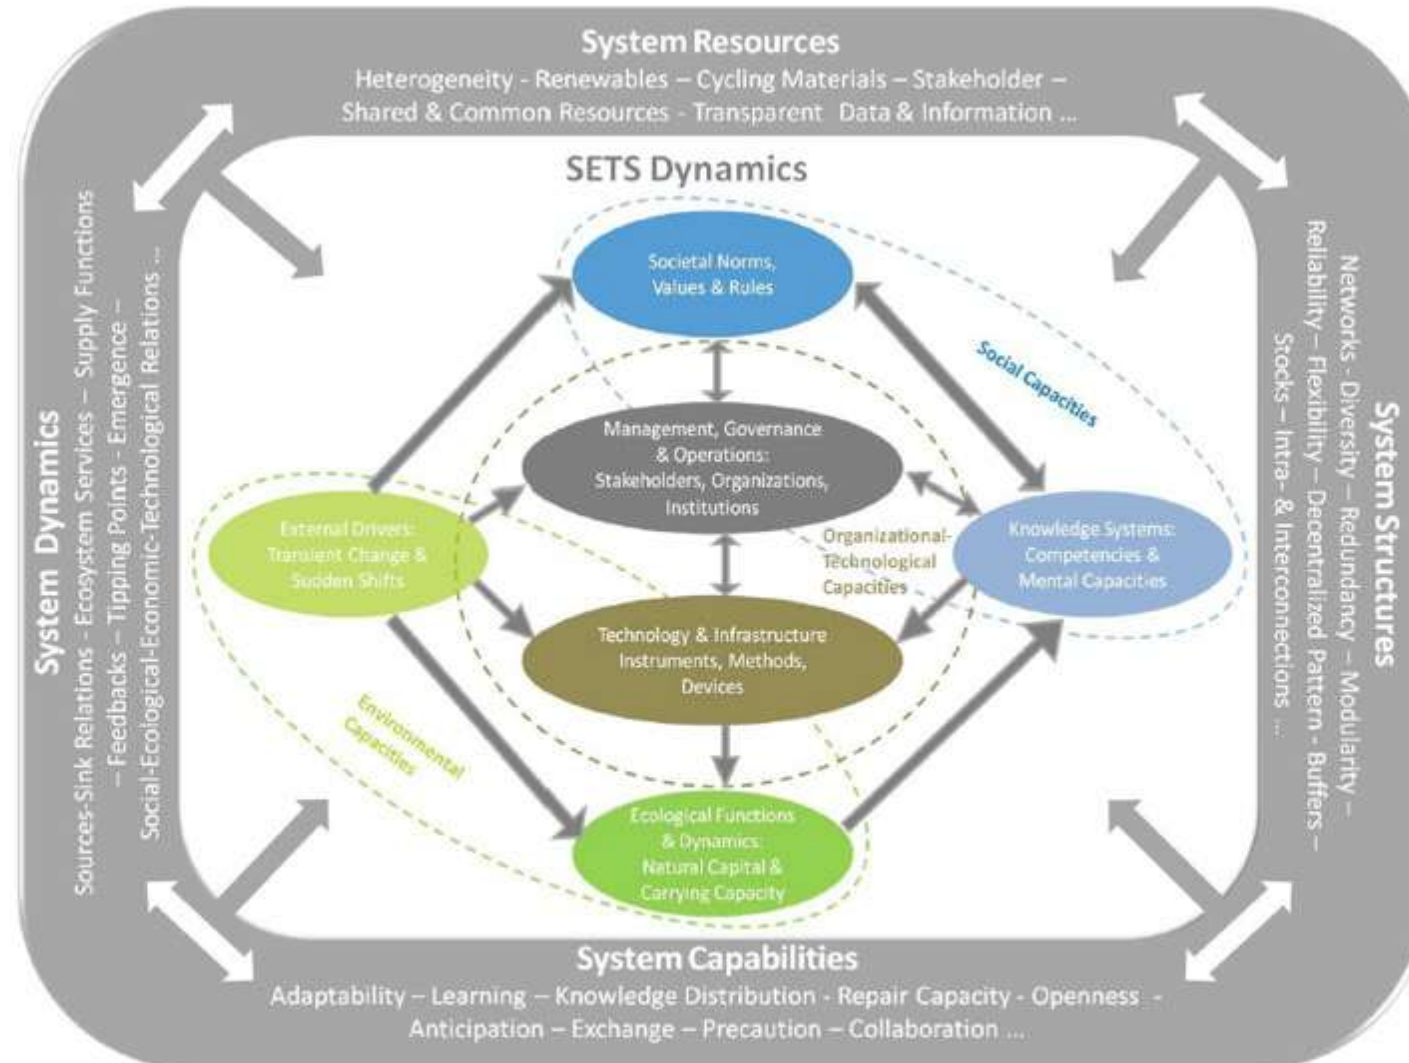 System Resources
Heterogeneity - Renewables – Cycling Materials – Stakeholder –
Shared & Common Resources - Transparent Data & Information ...
SETS Dynamics
Societal Norms,
Values & Rules
Social Capacities
Management, Governance
& Operations:
Stakeholders, Organizations,
Institutions
External Drivers:
Transient Change &
Sudden Shifts
Organizational-
Technological
Capacities
Knowledge Systems:
Competencies &
Mental Capacities
Technology & Infrastructure
Instruments, Methods,
Devices
Environmental
Capacities
Ecological Functions
& Dynamics:
Natural Capital &
Carrying Capacity
System Dynamics
Sources-Sink Relations - Ecosystem Services – Supply Functions
– Feedbacks – Tipping Points - Emergence –
Social-Ecological-Economic-Technological Relations ...
System Structures
Networks - Diversity – Redundancy – Modularity –
Reliability – Flexibility – Decentralized Pattern - Buffers –
Stocks – Intra- & Interconnections ...
System Capabilities
Adaptability – Learning – Knowledge Distribution - Repair Capacity - Openness -
Anticipation – Exchange – Precaution – Collaboration ...